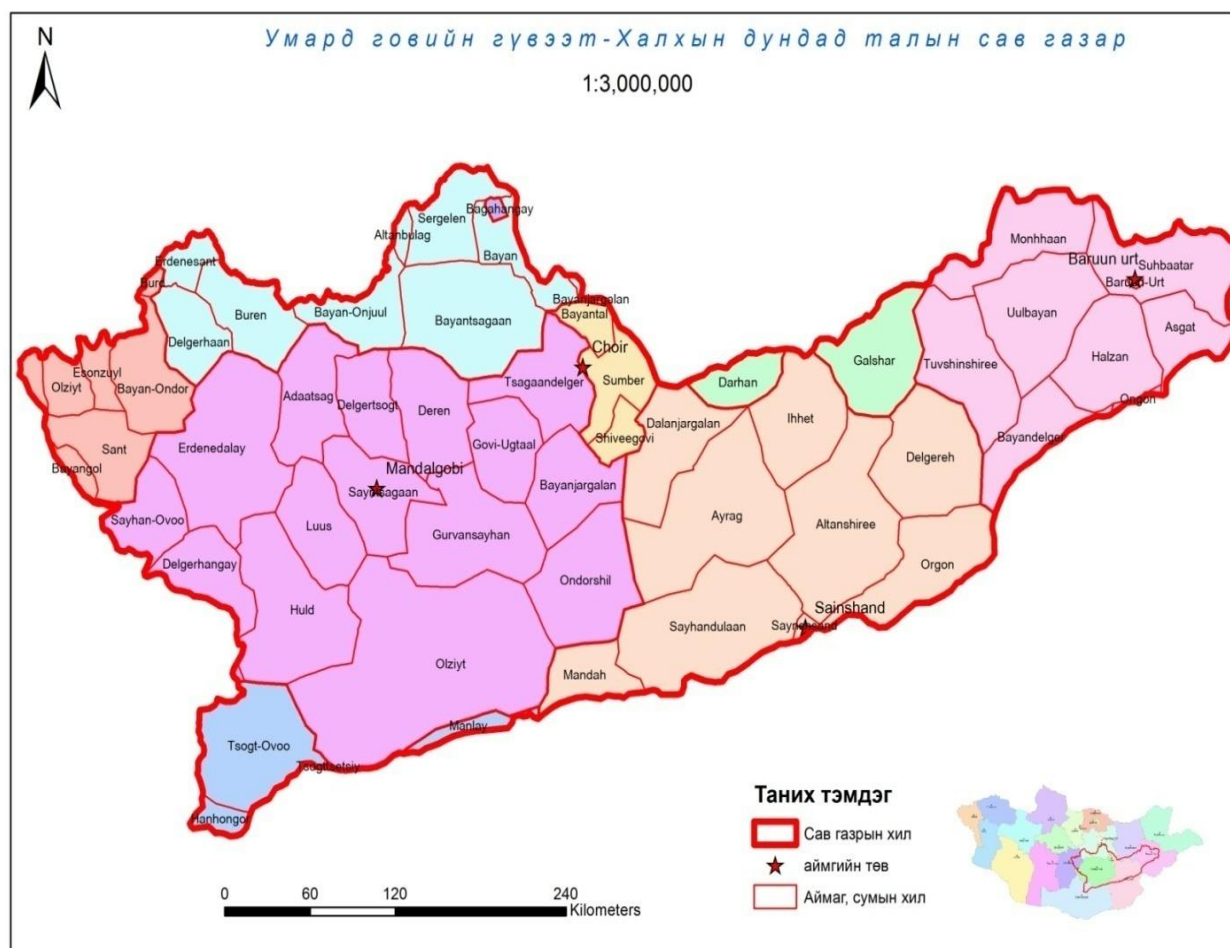 Умард говийн гүвээт-Халхын дундад талын сав газар
N
1:3,000,000
Sergelen
Bagahangay
Altanbulag
Bayan
Monhhaan
Baruun urt
Suhbaatar
Baruun-Urt
Erdenesant
Burd
Buren
Bayan-Onjuul
Bayantsagaan
Bayanjargalan
Bayantal
Uulbayan
Asgat
Delgerhaan
Choir
Galshar
Halzan
Tuvshinshiree
Esonzuyl
Olziyt
Bayan-Ondor
Tsagaandelger
Sumber
Darhan
Adaatsag
Delgertsogt
Deren
Ongon
Dalanjargalan
Ihhet
Sant
Erdenedalay
Govi-Ugtaal
Shiveegovi
Bayandelger
Delgereh
Bayangol
Mandalgobi
Bayanjargalan
Sayntsagaan
Sayhan-Ovoo
Luus
Ayrag
Altanshiree
Gurvansayhan
Delgerhangay
Ondorshil
Orgon
Huld
Sainshand
Sayhandulaan
Saynshand
Olziyt
Mandah
Manlay
Tsogt-Ovoo
Tsogttsetsiy
Hanhongor
Таних тэмдэг
Сав газрын хил
аймгийн төв
Аймаг, сумын хил
0 60 120 240
Kilometers